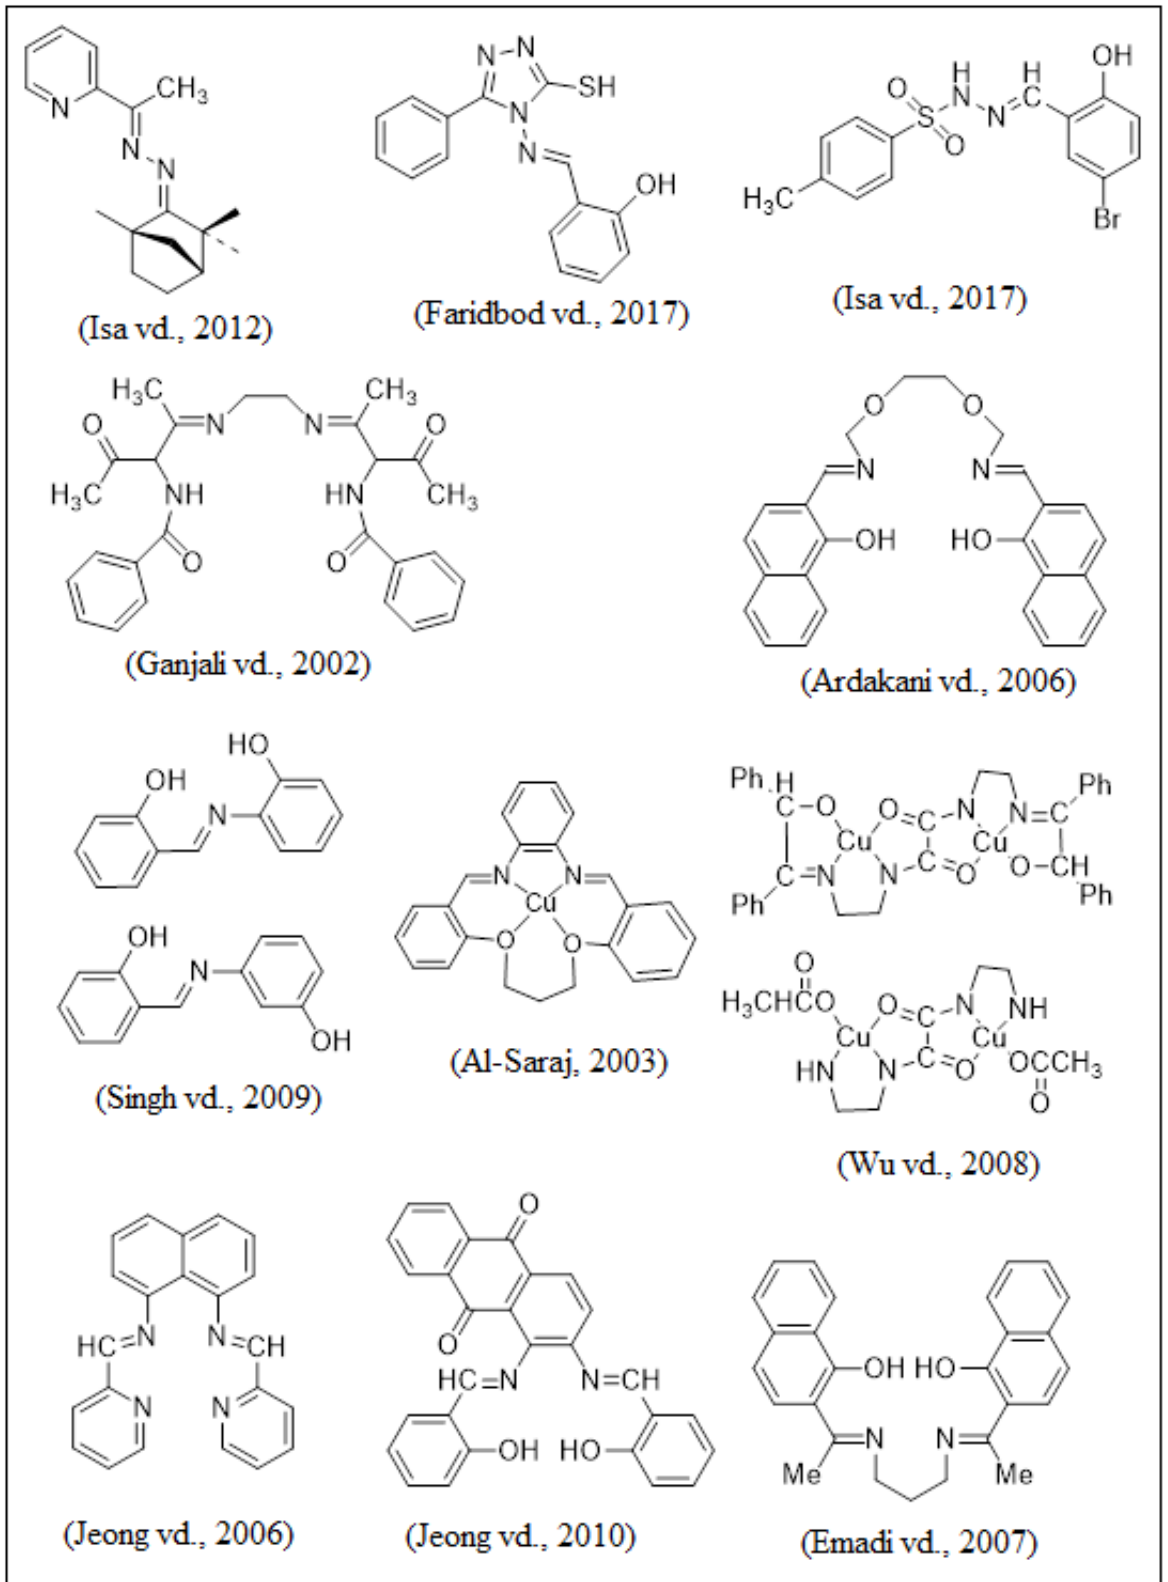 N
CH₃
N
N
(Isa vd., 2012)
N N
SH
N
N
OH
(Faridbod vd., 2017)
OH
H H
O N
S N
O
H₃C
Br
(Isa vd., 2017)
H₃C CH₃
O N N O
H₃C NH HN CH₃
O O
(Ganjali vd., 2002)
O O
N N
OH HO
(Ardakani vd., 2006)
HO
OH
N
OH
N
OH
(Singh vd., 2009)
N N
Cu
O O
(Al-Saraj, 2003)
Ph H Ph
C O O C N N C
Cu Cu
C N N C O O CH
Ph Ph
O
H₃CHCO O C N NH
Cu Cu
HN N C O OCCH₃
O
(Wu vd., 2008)
HC N N CH
N N
(Jeong vd., 2006)
O
O
HC=N N=CH
OH HO
(Jeong vd., 2010)
OH HO
N N
Me Me
(Emadi vd., 2007)